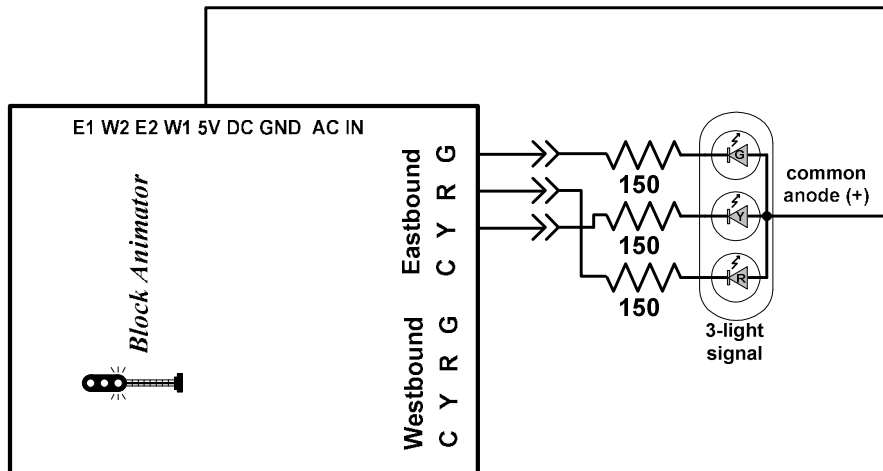 E1 W2 E2 W1 5V DC GND AC IN
Block Animator
Eastbound
C Y R G
Westbound
C Y R G
150
150
150
G
Y
R
common
anode (+)
3-light
signal